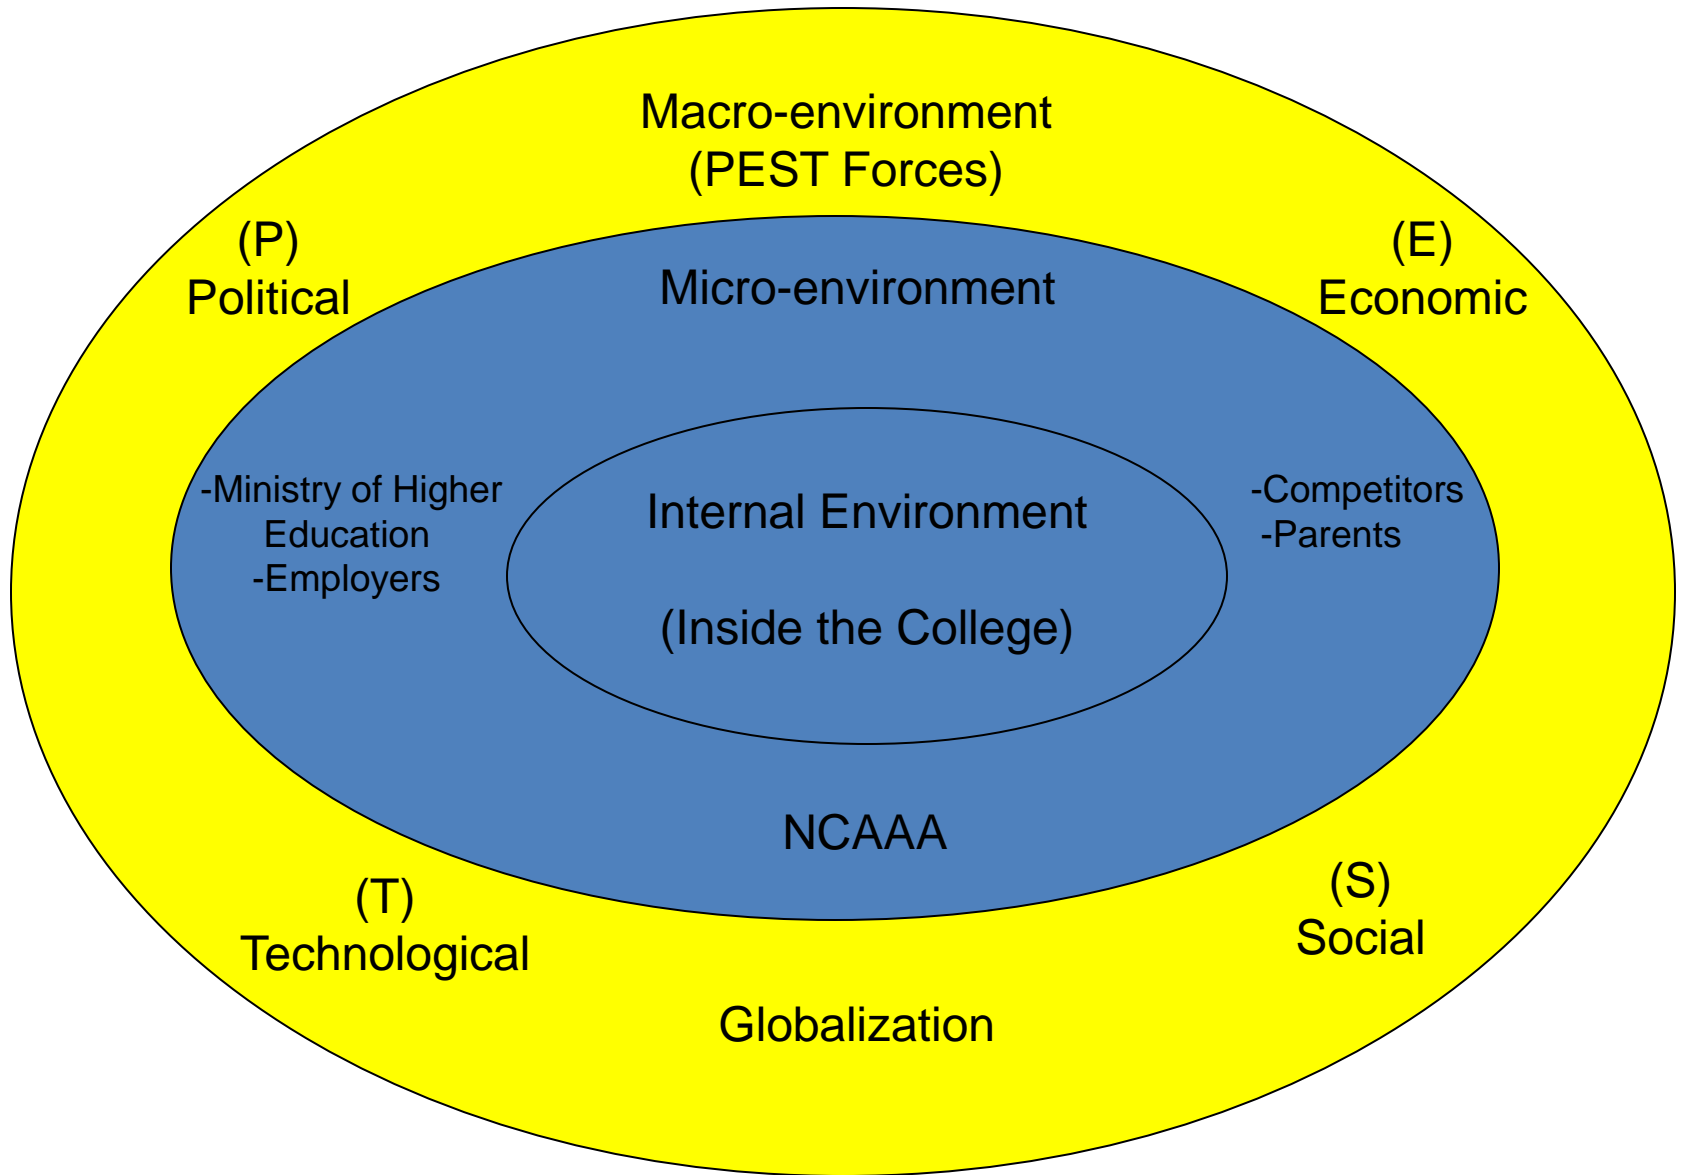 Macro-environment
(PEST Forces)
(P)
Political
(E)
Economic
Micro-environment
-Ministry of Higher
Education
-Employers
Internal Environment
(Inside the College)
-Competitors
-Parents
NCAAA
(T)
Technological
(S)
Social
Globalization